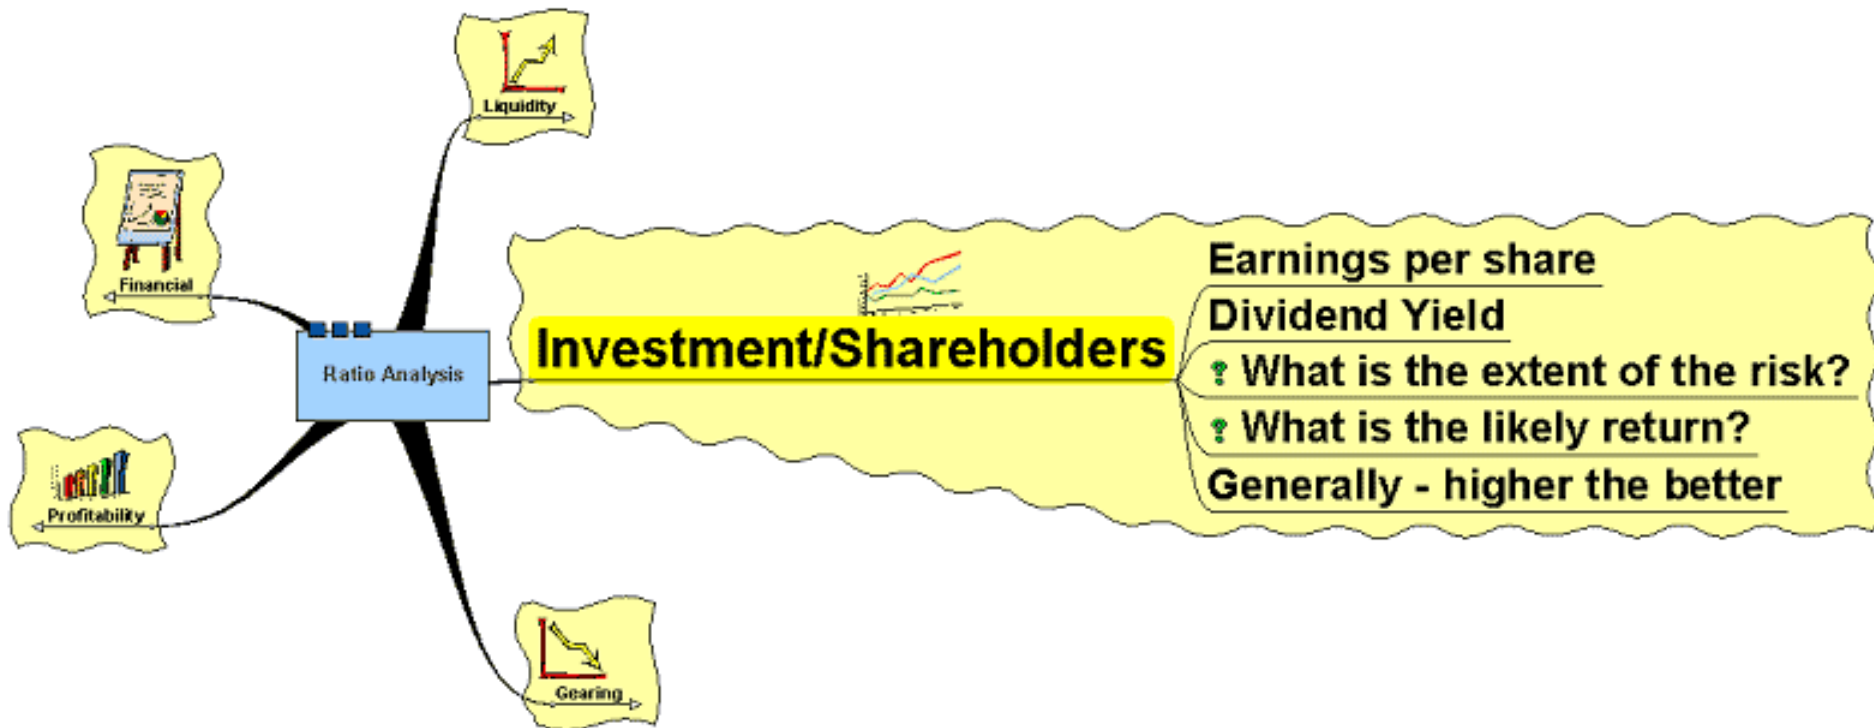 Liquidity
Financial
Ratio Analysis
Investment/Shareholders
Earnings per share
Dividend Yield
? What is the extent of the risk?
? What is the likely return?
Generally - higher the better
Profitability
Gearing